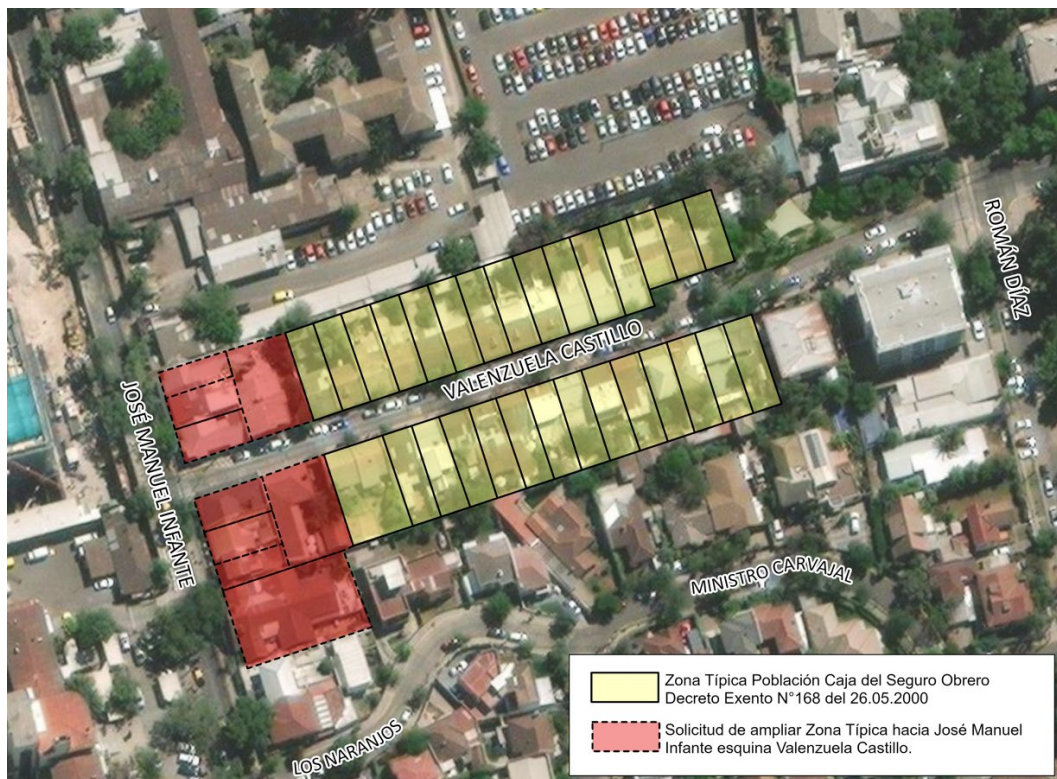 ROMÁN DÍAZ
VALENZUELA CASTILLO
JOSÉ MANUEL INFANTE
MINISTRO CARVAJAL
LOS NARANJOS
Zona Típica Población Caja del Seguro Obrero
Decreto Exento N°168 del 26.05.2000
Solicitud de ampliar Zona Típica hacia José Manuel
Infante esquina Valenzuela Castillo.